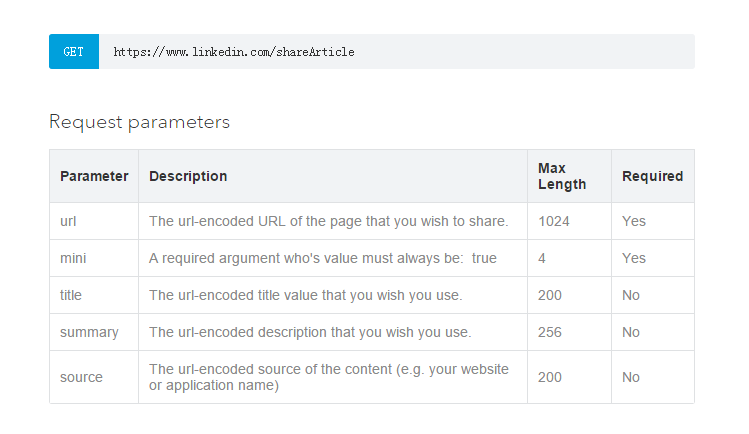 GET https://www.linkedin.com/shareArticle
Request parameters
Parameter Description Max Length Required
url The url-encoded URL of the page that you wish to share. 1024 Yes
mini A required argument who's value must always be: true 4 Yes
title The url-encoded title value that you wish you use. 200 No
summary The url-encoded description that you wish you use. 256 No
source The url-encoded source of the content (e.g. your website
or application name) 200 No